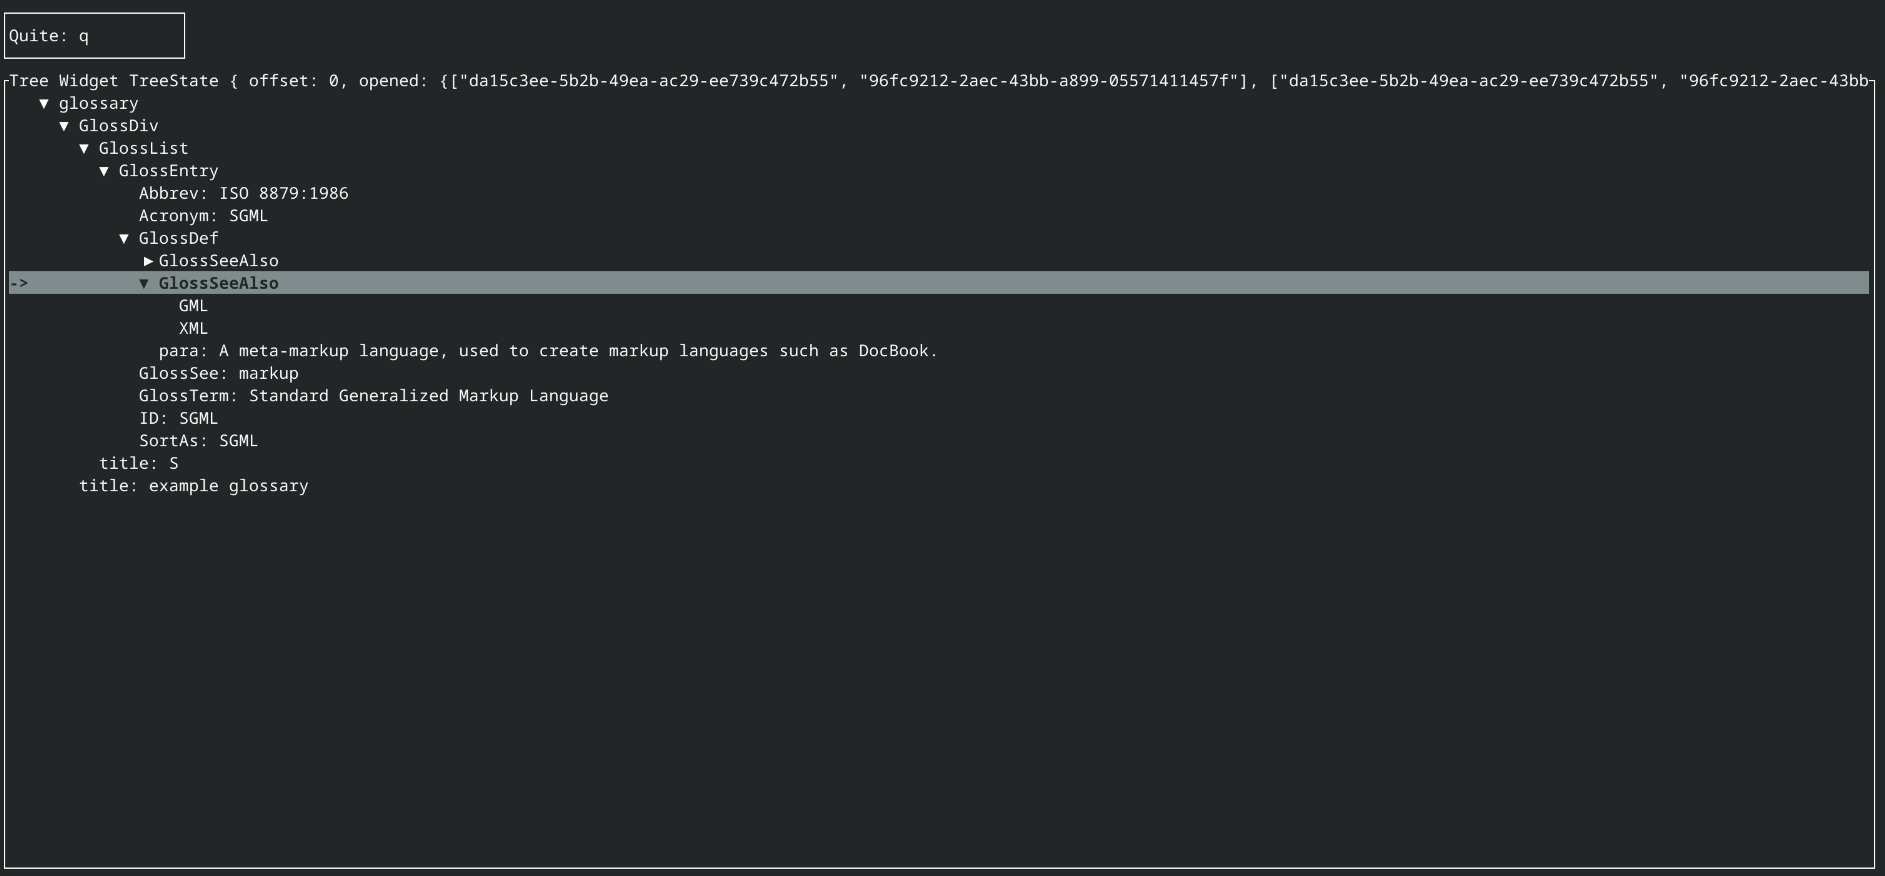 Quite: q
Tree Widget TreeState { offset: 0, opened: {["da15c3ee-5b2b-49ea-ac29-ee739c472b55", "96fc9212-2aec-43bb-a899-05571411457f"], ["da15c3ee-5b2b-49ea-ac29-ee739c472b55", "96fc9212-2aec-43bb
▼ glossary
▼ GlossDiv
▼ GlossList
▼ GlossEntry
Abbrev: ISO 8879:1986
Acronym: SGML
▼ GlossDef
▶ GlossSeeAlso
-> ▼ GlossSeeAlso
GML
XML
para: A meta-markup language, used to create markup languages such as DocBook.
GlossSee: markup
GlossTerm: Standard Generalized Markup Language
ID: SGML
SortAs: SGML
title: S
title: example glossary